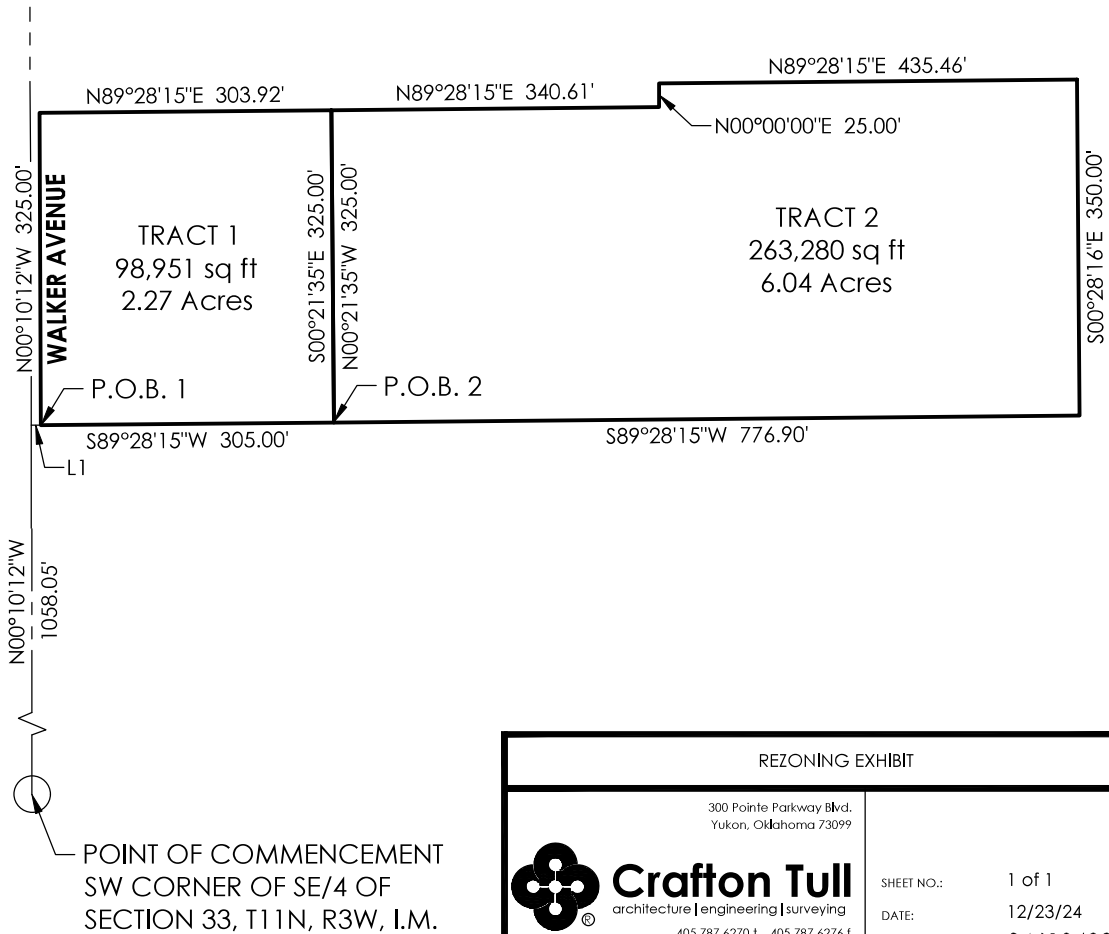 N89°28'15"E 435.46'
N89°28'15"E 303.92'
N89°28'15"E 340.61'
N00°00'00"E 25.00'
N00°10'12"W 325.00'
WALKER AVENUE
TRACT 1
98,951 sq ft
2.27 Acres
S00°21'35"E 325.00'
N00°21'35"W 325.00'
TRACT 2
263,280 sq ft
6.04 Acres
S00°28'16"E 350.00'
P.O.B. 1
P.O.B. 2
S89°28'15"W 305.00'
S89°28'15"W 776.90'
L1
N00°10'12"W
1058.05'
POINT OF COMMENCEMENT
SW CORNER OF SE/4 OF
SECTION 33, T11N, R3W, I.M.
REZONING EXHIBIT
300 Pointe Parkway Blvd.
Yukon, Oklahoma 73099
Crafton Tull
architecture | engineering | surveying
®
405.787.6270 t 405.787.6276 f
SHEET NO.: 1 of 1
DATE: 12/23/24